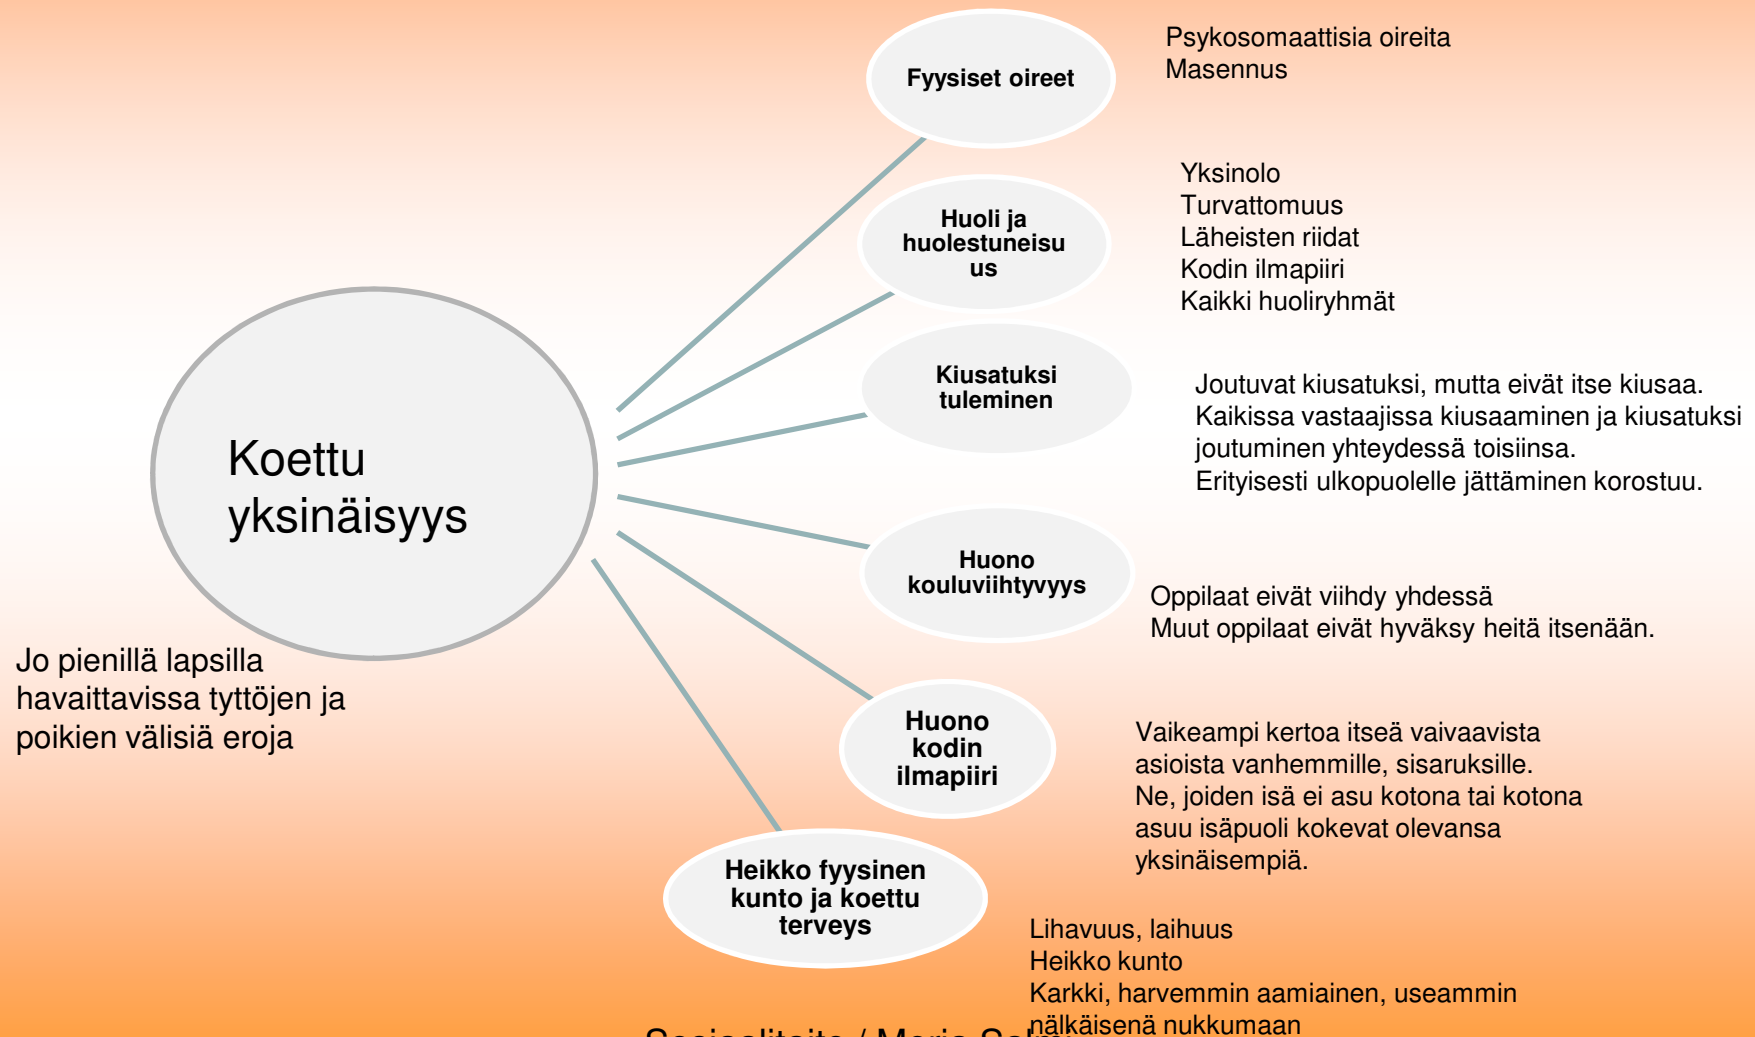 Fyysiset oireet
Psykosomaattisia oireita
Masennus
Huoli ja
huolestuneisu
us
Yksinolo
Turvattomuus
Läheisten riidat
Kodin ilmapiiri
Kaikki huoliryhmät
Kiusatuksi
tuleminen
Joutuvat kiusatuksi, mutta eivät itse kiusaa.
Kaikissa vastaajissa kiusaaminen ja kiusatuksi
joutuminen yhteydessä toisiinsa.
Erityisesti ulkopuolelle jättäminen korostuu.
Koettu
yksinäisyys
Huono
kouluviihtyvyys
Oppilaat eivät viihdy yhdessä
Muut oppilaat eivät hyväksy heitä itsenään.
Jo pienillä lapsilla
havaittavissa tyttöjen ja
poikien välisiä eroja
Huono
kodin
ilmapiiri
Vaikeampi kertoa itseä vaivaavista
asioista vanhemmille, sisaruksille.
Ne, joiden isä ei asu kotona tai kotona
asuu isäpuoli kokevat olevansa
yksinäisempiä.
Heikko fyysinen
kunto ja koettu
terveys
Lihavuus, laihuus
Heikko kunto
Karkki, harvemmin aamiainen, useammin
nälkäisenä nukkumaan